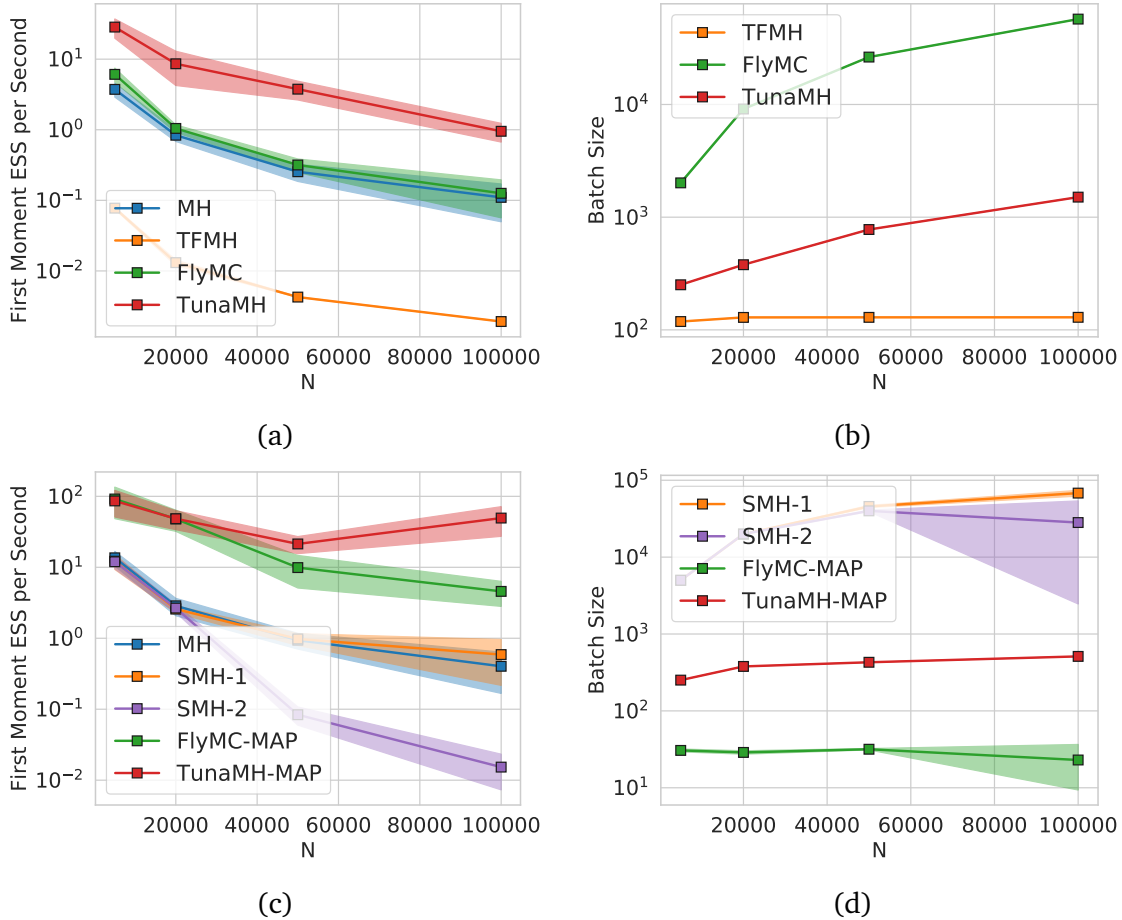 First Moment ESS per Second
10^1
10^0
10^{-1}
10^{-2}
MH
TFMH
FlyMC
TunaMH
20000 40000 60000 80000 100000
N
(a)
Batch Size
10^4
10^3
10^2
TFMH
FlyMC
TunaMH
20000 40000 60000 80000 100000
N
(b)
First Moment ESS per Second
10^2
10^1
10^0
10^{-1}
10^{-2}
MH
SMH-1
SMH-2
FlyMC-MAP
TunaMH-MAP
20000 40000 60000 80000 100000
N
(c)
Batch Size
10^5
10^4
10^3
10^2
10^1
SMH-1
SMH-2
FlyMC-MAP
TunaMH-MAP
20000 40000 60000 80000 100000
N
(d)